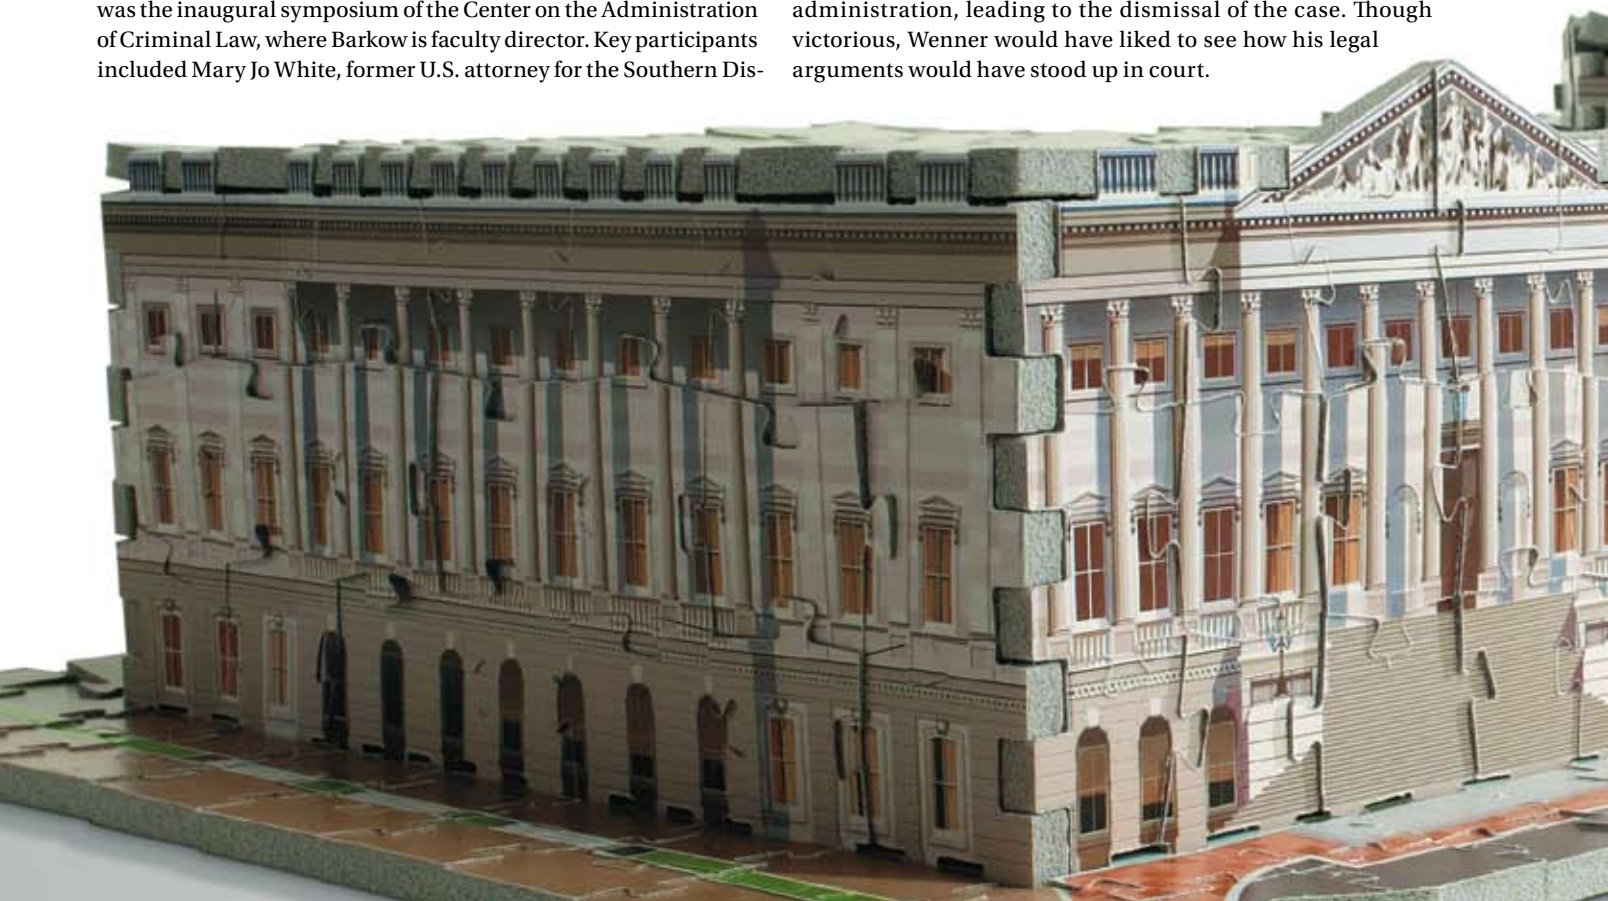 was the inaugural symposium of the Center on the Administration
of Criminal Law, where Barkow is faculty director. Key participants
included Mary Jo White, former U.S. attorney for the Southern Dis-
administration, leading to the dismissal of the case. Though
victorious, Wenner would have liked to see how his legal
arguments would have stood up in court.